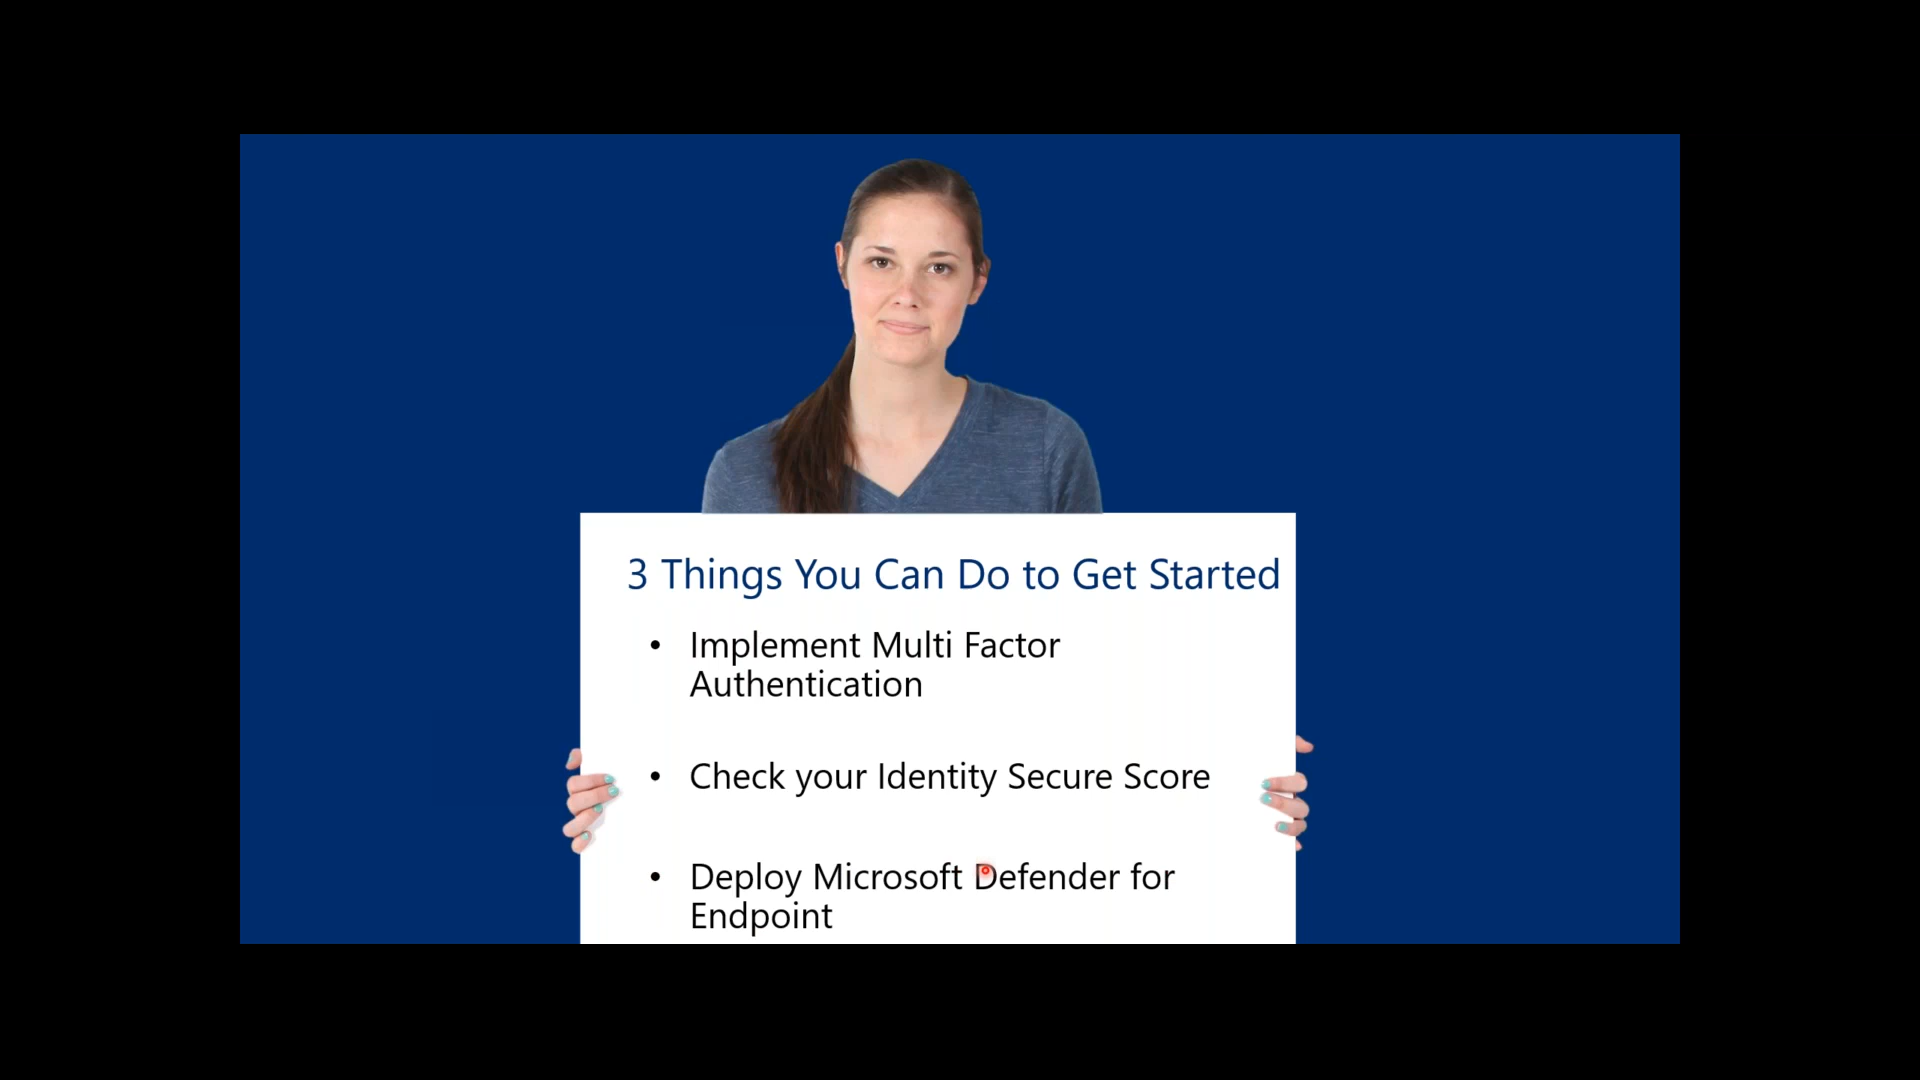 3 Things You Can Do to Get Started
• Implement Multi Factor
Authentication
• Check your Identity Secure Score
• Deploy Microsoft Defender for
Endpoint